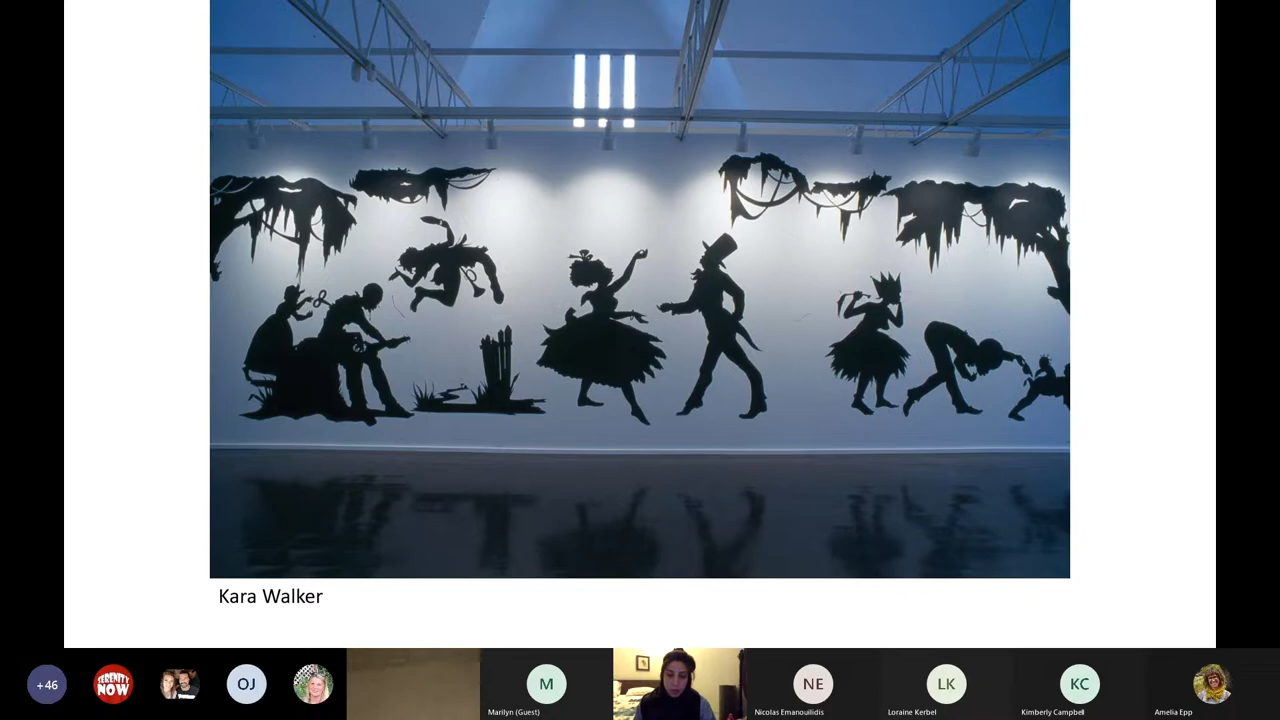 Kara Walker
+46
SERENITY
NOW
OJ
M
Marilyn (Guest)
NE
Nicolas Emanouilidis
LK
Loraine Kerbel
KC
Kimberly Campbell
Amelia Epp